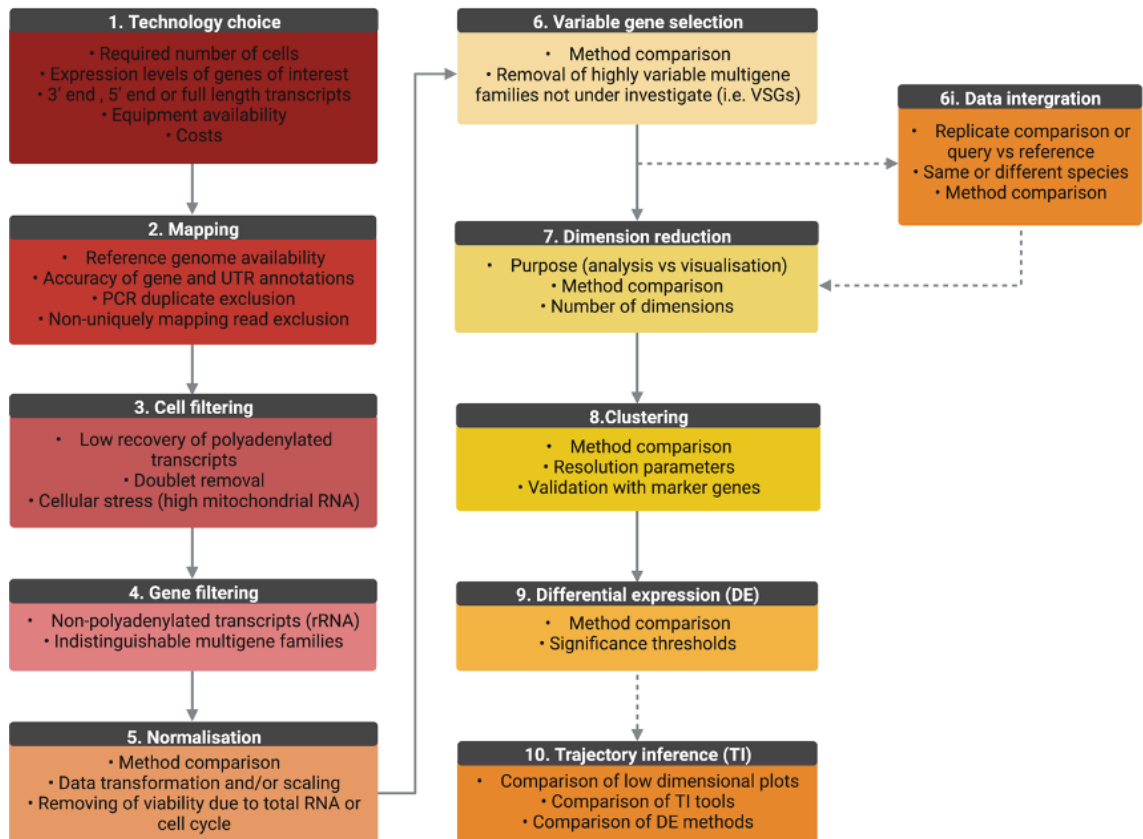 1. Technology choice
• Required number of cells
• Expression levels of genes of interest
• 3' end , 5' end or full length transcripts
• Equipment availability
• Costs
2. Mapping
• Reference genome availability
• Accuracy of gene and UTR annotations
• PCR duplicate exclusion
• Non-uniquely mapping read exclusion
3. Cell filtering
• Low recovery of polyadenylated
transcripts
• Doublet removal
• Cellular stress (high mitochondrial RNA)
4. Gene filtering
• Non-polyadenylated transcripts (rRNA)
• Indistinguishable multigene families
5. Normalisation
• Method comparison
• Data transformation and/or scaling
• Removing of viability due to total RNA or
cell cycle
6. Variable gene selection
• Method comparison
• Removal of highly variable multigene
families not under investigate (i.e. VSGs)
6i. Data intergration
• Replicate comparison or
query vs reference
• Same or different species
• Method comparison
7. Dimension reduction
• Purpose (analysis vs visualisation)
• Method comparison
• Number of dimensions
8.Clustering
• Method comparison
• Resolution parameters
• Validation with marker genes
9. Differential expression (DE)
• Method comparison
• Significance thresholds
10. Trajectory inference (TI)
• Comparison of low dimensional plots
• Comparison of TI tools
• Comparison of DE methods